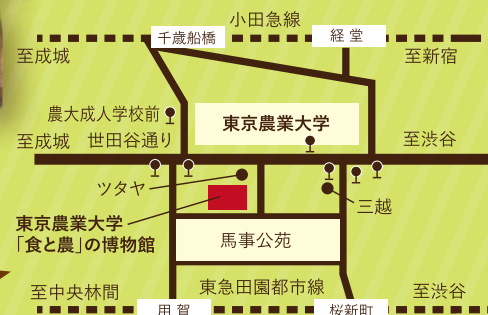 小田急線
千歳船橋
経堂
至成城
至新宿
農大成人学校前
東京農業大学
至成城
世田谷通り
至渋谷
ツタヤ
三越
東京農業大学
「食と農」の博物館
馬事公苑
至中央林間
東急田園都市線
至渋谷
用賀
桜新町